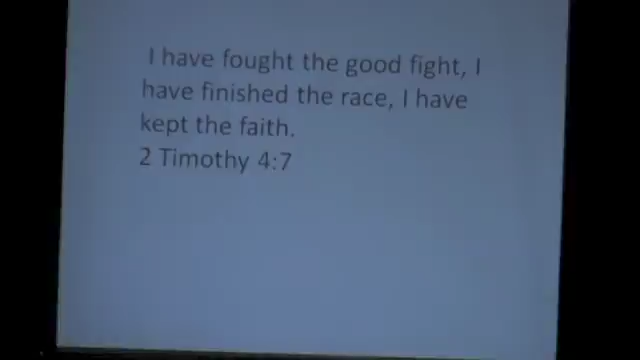 I have fought the good fight, I
have finished the race, I have
kept the faith.
2 Timothy 4:7